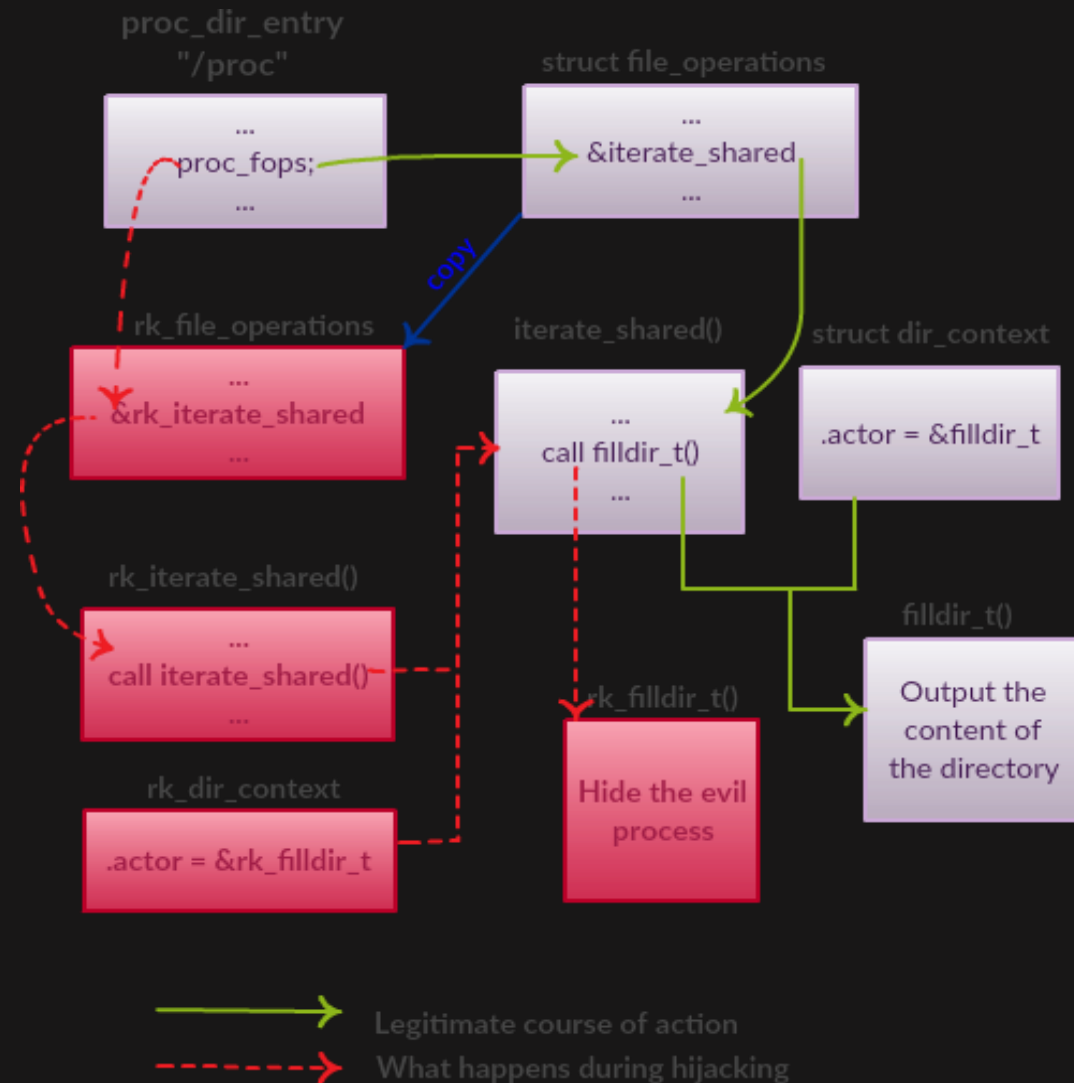 proc_dir_entry
"/proc"
...
proc_fops;
...
struct file_operations
...
&iterate_shared
...
copy
rk_file_operations
...
&rk_iterate_shared
...
iterate_shared()
...
call filldir_t()
...
struct dir_context
.actor = &filldir_t
rk_iterate_shared()
...
call iterate_shared()
...
rk_filldir_t()
Hide the evil
process
filldir_t()
Output the
content of
the directory
rk_dir_context
.actor = &rk_filldir_t
Legitimate course of action
What happens during hijacking